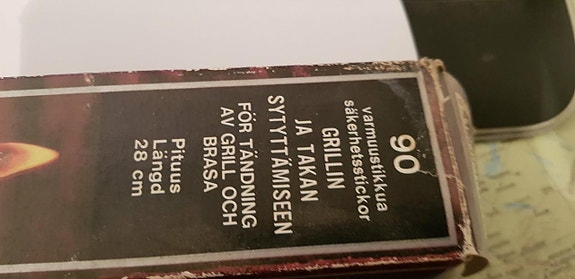 90
varmuustikkua
säkerhetsstickor
GRILLIN
JA TAKAN
SYTYTTÄMISEEN
FÖR TÄNDNING
AV GRILL OCH
BRASA
Pituus
Längd
28 cm